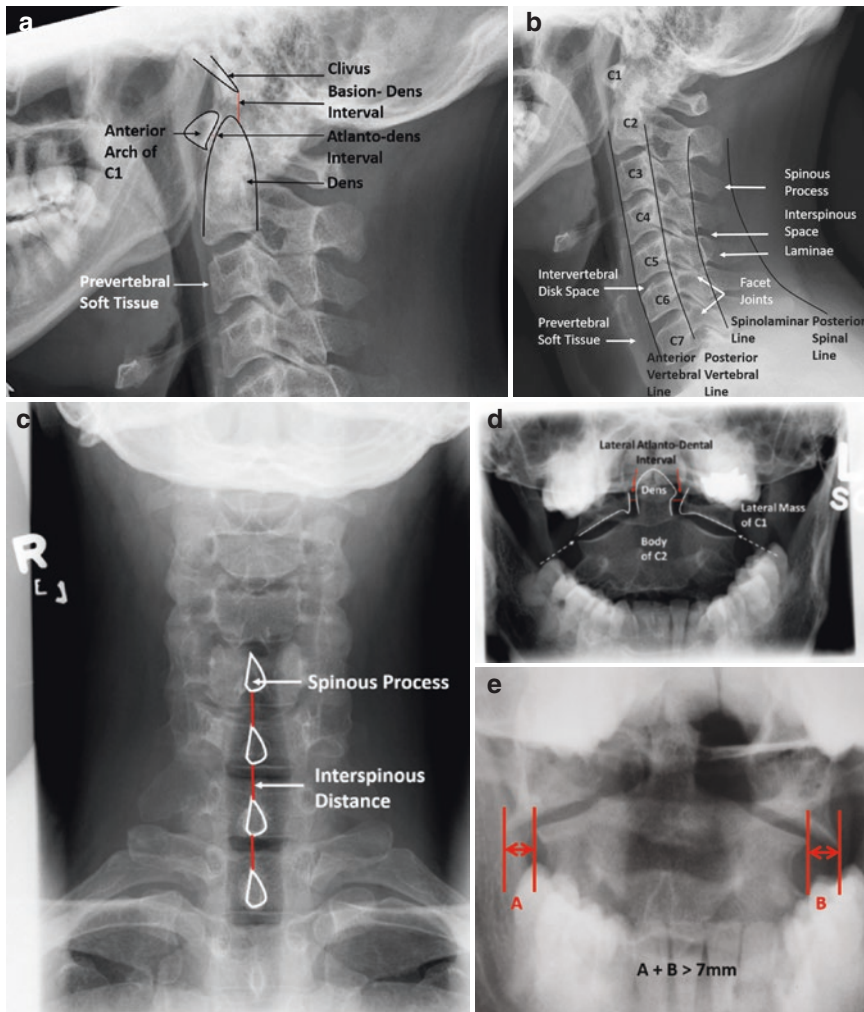 a
Clivus
Basion- Dens
Interval
Anterior
Arch of
C1
Atlanto-dens
Interval
Dens
Prevertebral
Soft Tissue
b
C1
C2
C3
C4
C5
C6
C7
Spinous
Process
Interspinous
Space
Laminae
Intervertebral
Disk Space
Facet
Joints
Prevertebral
Soft Tissue
Anterior
Vertebral
Line
Posterior
Vertebral
Line
Spinolaminar
Line
Posterior
Spinal
Line
c
R
Spinous Process
Interspinous
Distance
d
Lateral Atlanto-Dental
Interval
Dens
Lateral Mass
of C1
Body
of C2
L
S
e
A
B
A + B > 7mm